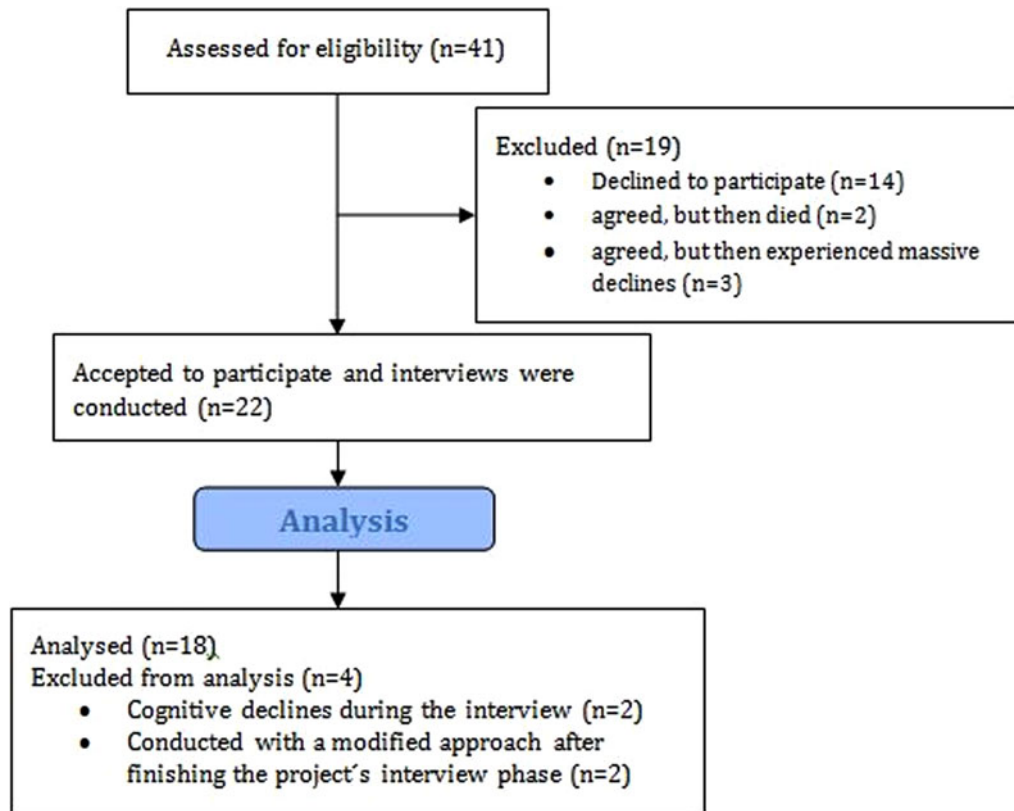 Assessed for eligibility (n=41)
Excluded (n=19)
• Declined to participate (n=14)
• agreed, but then died (n=2)
• agreed, but then experienced massive
declines (n=3)
Accepted to participate and interviews were
conducted (n=22)
Analysis
Analysed (n=18)
Excluded from analysis (n=4)
• Cognitive declines during the interview (n=2)
• Conducted with a modified approach after
finishing the project´s interview phase (n=2)